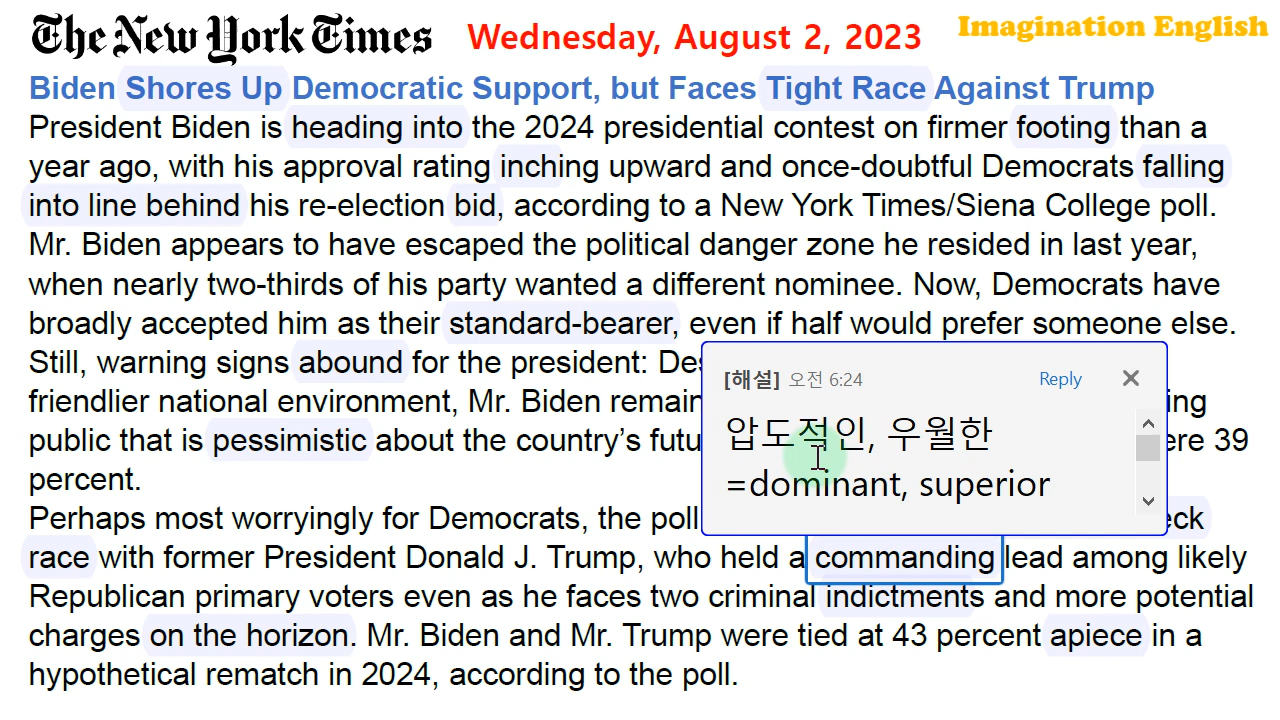 The New York Times
Wednesday, August 2, 2023
Imagination English
Biden Shores Up Democratic Support, but Faces Tight Race Against Trump
President Biden is heading into the 2024 presidential contest on firmer footing than a
year ago, with his approval rating inching upward and once-doubtful Democrats falling
into line behind his re-election bid, according to a New York Times/Siena College poll.
Mr. Biden appears to have escaped the political danger zone he resided in last year,
when nearly two-thirds of his party wanted a different nominee. Now, Democrats have
broadly accepted him as their standard-bearer, even if half would prefer someone else.
Still, warning signs abound for the president: Des
friendlier national environment, Mr. Biden remain ing
public that is pessimistic about the country’s futu ere 39
percent.
Perhaps most worryingly for Democrats, the poll eck
race with former President Donald J. Trump, who held a commanding lead among likely
Republican primary voters even as he faces two criminal indictments and more potential
charges on the horizon. Mr. Biden and Mr. Trump were tied at 43 percent apiece in a
hypothetical rematch in 2024, according to the poll.
[해설] 오전 6:24 Reply
압도적인, 우월한
=dominant, superior